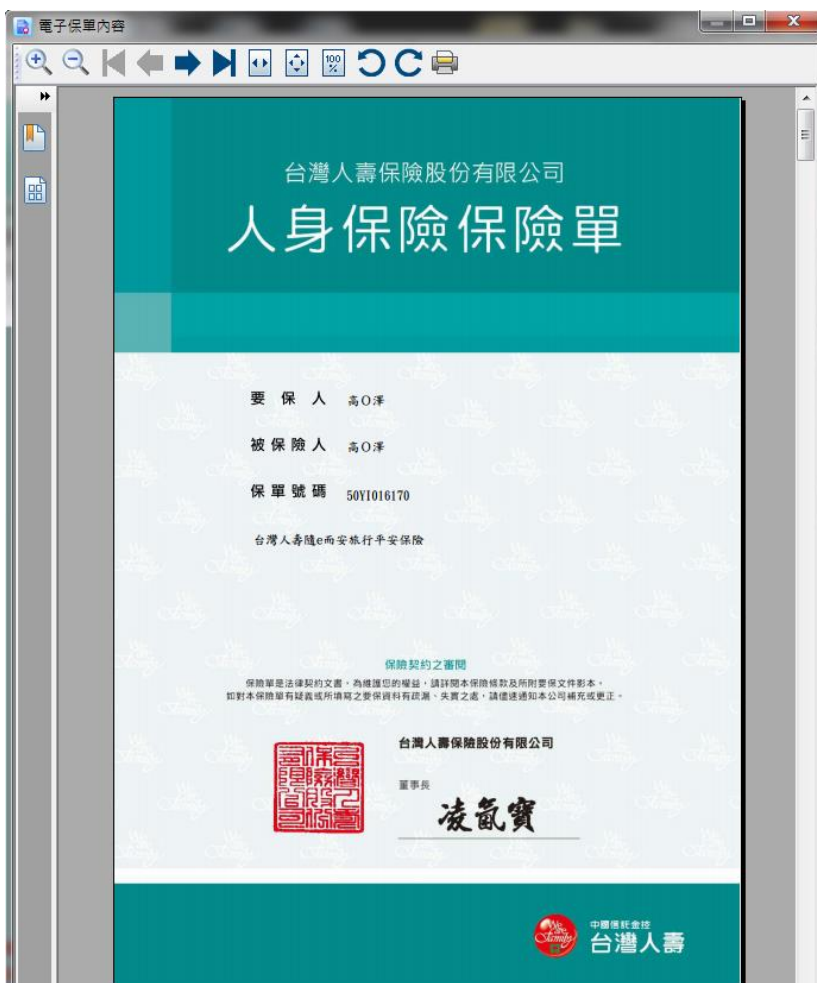 電子保單內容
台灣人壽保險股份有限公司
人身保險保險單
要保人 高O澤
被保險人 高O澤
保單號碼 50YI016170
台灣人壽隨e而安旅行平安保險
保險契約之審閱
保險單是法律契約文書，為維護您的權益，請詳閱本保險條款及所附要保文件影本。
如對本保險單有疑義或所填寫之要保資料有疏漏、失實之處，請儘速通知本公司補充或更正。
台灣人壽保險股份有限公司
董事長
凌氤寶
中國信託金控
We are family
台灣人壽